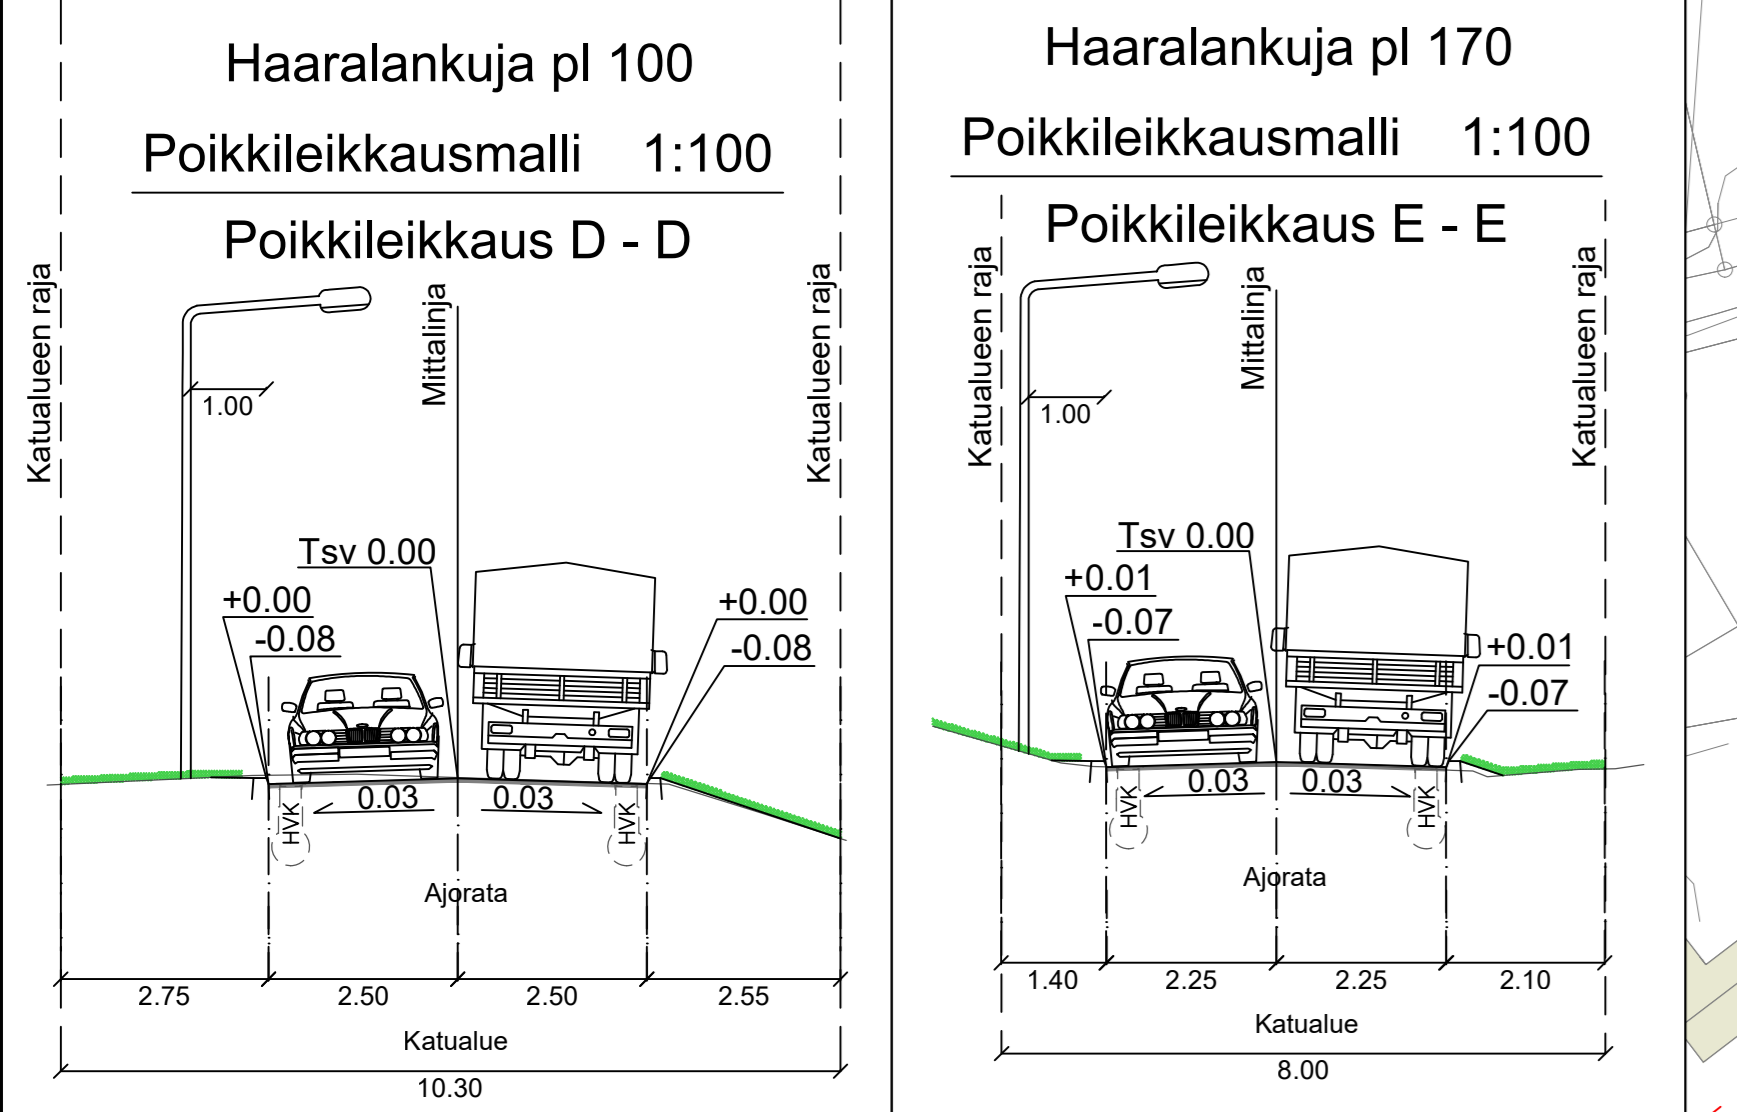 Haaralankuja pl 100
Poikkileikkausmalli 1:100
Poikkileikkaus D - D
Katualueen raja
Mittalinja
Katualueen raja
1.00
Tsv 0.00
+0.00
-0.08
+0.00
-0.08
HVK
0.03
0.03
HVK
Ajorata
2.75
2.50
2.50
2.55
Katualue
10.30
Haaralankuja pl 170
Poikkileikkausmalli 1:100
Poikkileikkaus E - E
Katualueen raja
Mittalinja
Katualueen raja
1.00
Tsv 0.00
+0.01
-0.07
+0.01
-0.07
HVK
0.03
0.03
HVK
Ajorata
1.40
2.25
2.25
2.10
Katualue
8.00